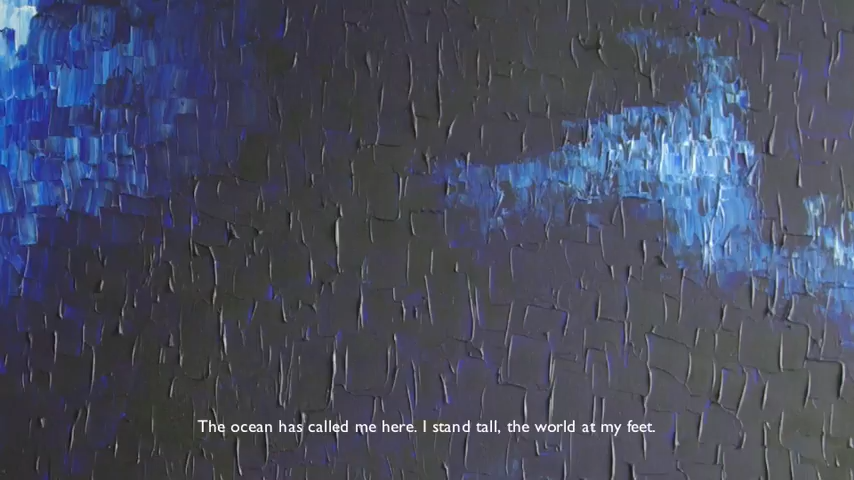 The ocean has called me here. I stand tall, the world at my feet.